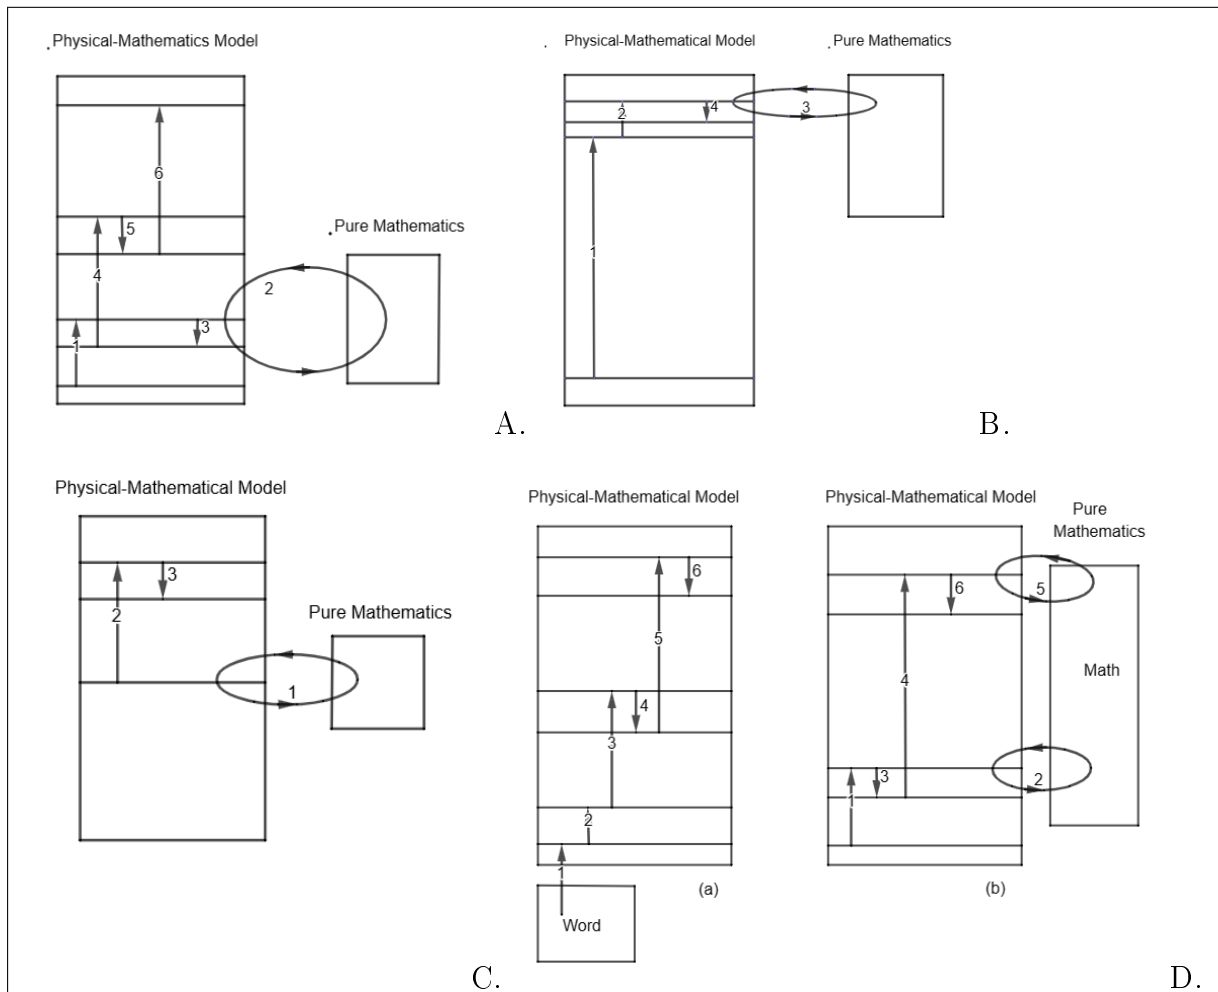 Physical-Mathematics Model
6
5
4
3
1
Pure Mathematics
2
A.
Physical-Mathematical Model
Pure Mathematics
2
4
3
1
B.
Physical-Mathematical Model
3
2
Pure Mathematics
1
C.
Physical-Mathematical Model
6
5
4
3
2
1
Word
(a)
Physical-Mathematical Model
Pure
Mathematics
6
5
4
Math
3
2
1
(b)
D.